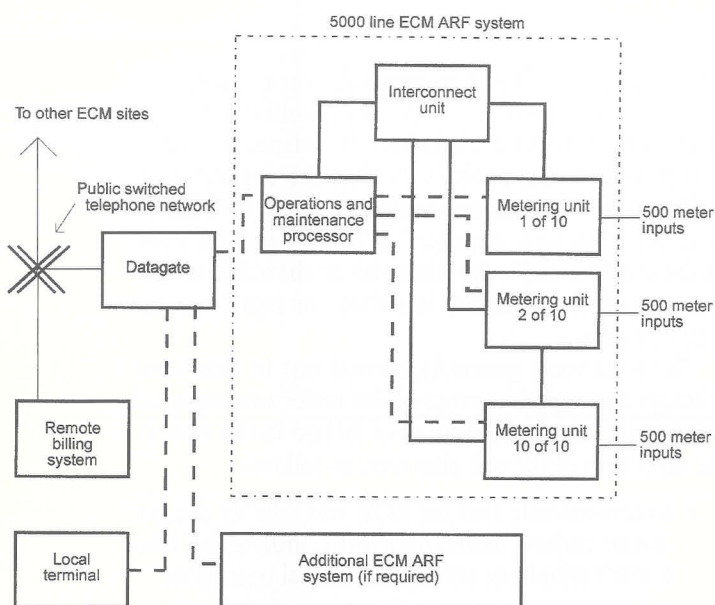 5000 line ECM ARF system
Interconnect
unit
To other ECM sites
Public switched
telephone network
Operations and
maintenance
processor
Metering unit
1 of 10
500 meter
inputs
Datagate
Metering unit
2 of 10
500 meter
inputs
Remote
billing
system
Metering unit
10 of 10
500 meter
inputs
Local
terminal
Additional ECM ARF
system (if required)